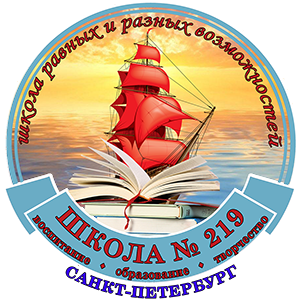 школа равных и разных возможностей
ШКОЛА № 219
воспитание • образование • творчество
САНКТ-ПЕТЕРБУРГ